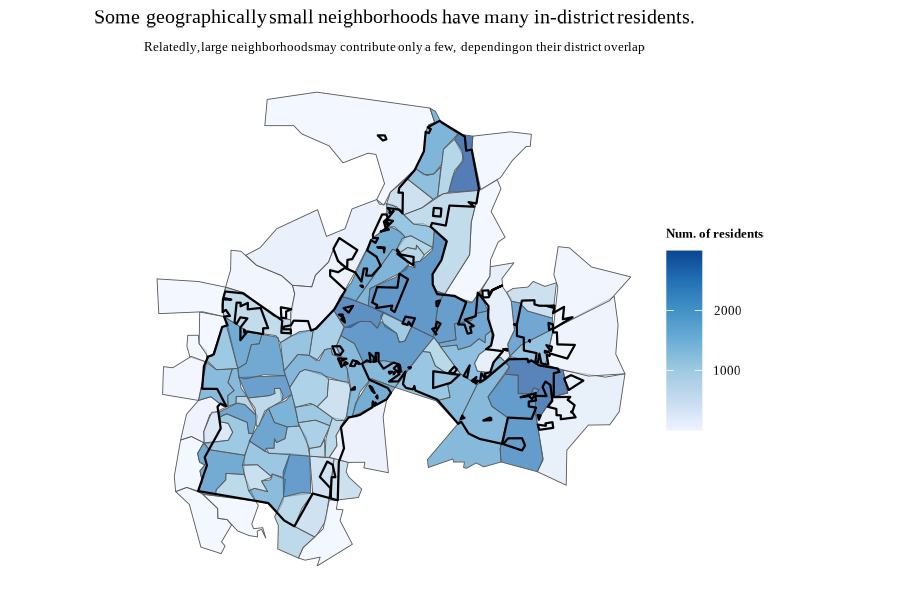 Some geographically small neighborhoods have many in-district residents.
Relatedly, large neighborhoods may contribute only a few, depending on their district overlap
Num. of residents
2000
1000